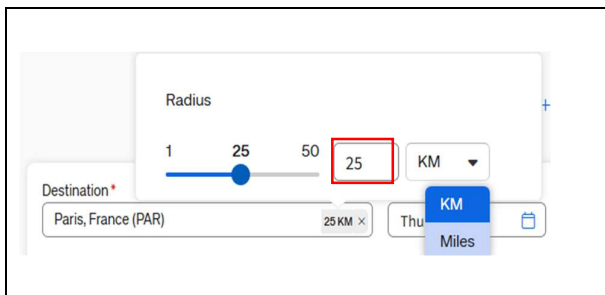 Radius
1 25 50
25
KM
+
Destination *
Paris, France (PAR)
25 KM ×
Thu
KM
Miles